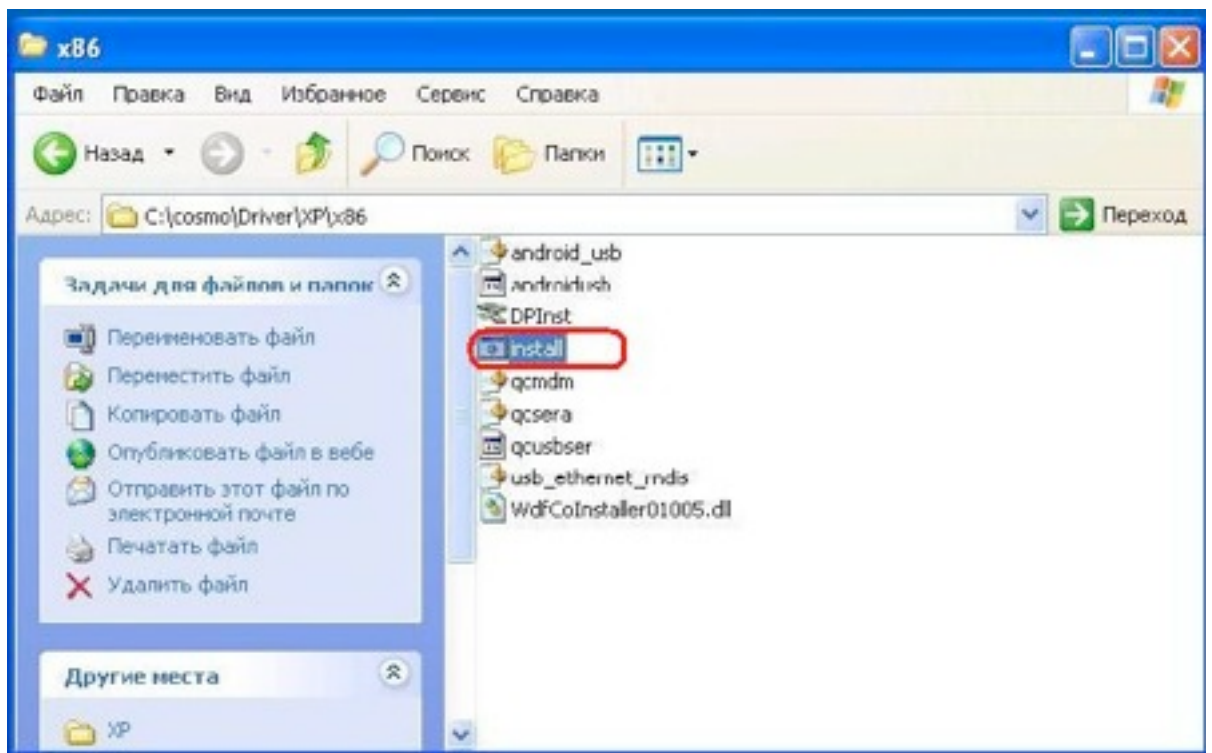 x86
Файл Правка Вид Избранное Сервис Справка
Назад Поиск Папки
Адрес: C:\cosmo\Driver\XP\x86 Переход
Задачи для файлов и папок
Переименовать файл
Переместить файл
Копировать файл
Опубликовать файл в вебе
Отправить этот файл по
электронной почте
Печатать файл
Удалить файл
Другие места
XP
android_usb
androidusb
DPInst
install
qcmdm
qcsera
qcusbser
usb_ethernet_rndis
WdfCoInstaller01005.dll